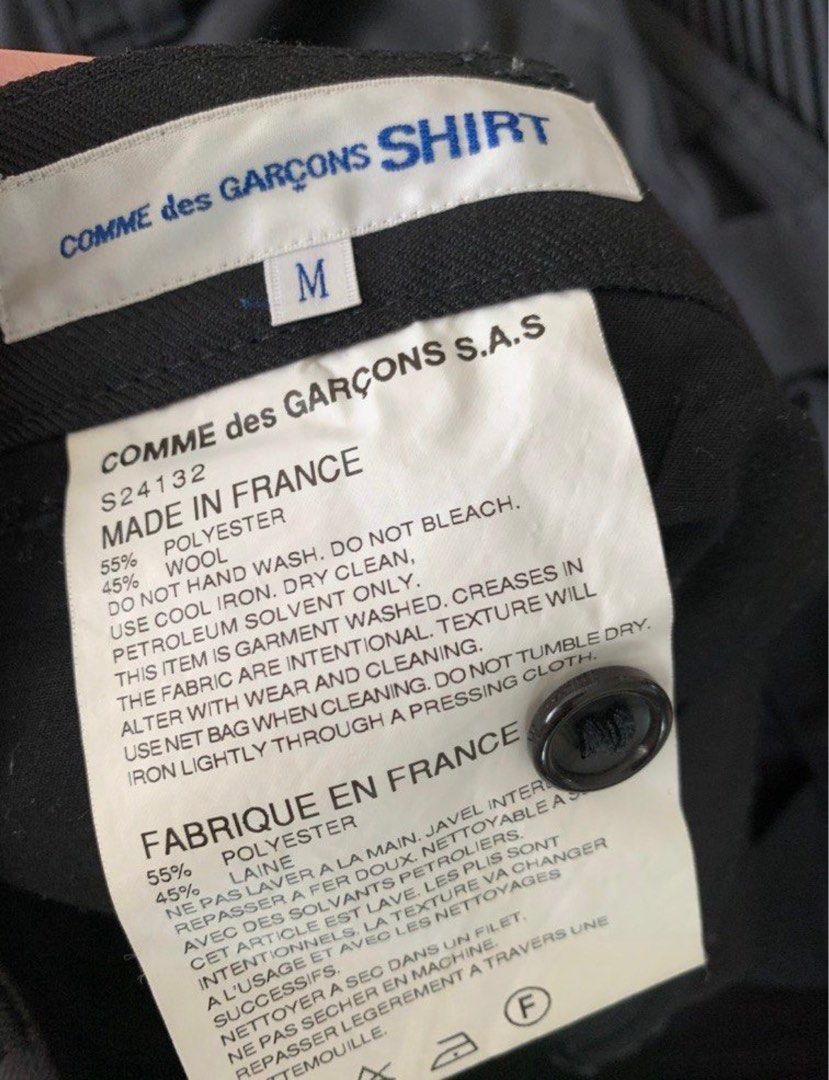 COMME des GARÇONS SHIRT
M
COMME des GARÇONS S.A.S
S24132
MADE IN FRANCE
55% POLYESTER
45% WOOL
DO NOT HAND WASH. DO NOT BLEACH.
USE COOL IRON. DRY CLEAN,
PETROLEUM SOLVENT ONLY.
THIS ITEM IS GARMENT WASHED. CREASES IN
THE FABRIC ARE INTENTIONAL. TEXTURE WILL
ALTER WITH WEAR AND CLEANING.
USE NET BAG WHEN CLEANING. DO NOT TUMBLE DRY.
IRON LIGHTLY THROUGH A PRESSING CLOTH.
FABRIQUE EN FRANCE
55% POLYESTER
45% LAINE
NE PAS LAVER A LA MAIN. JAVEL
REPASSER A FER DOUX. NETTOYABLE A
AVEC DES SOLVANTS PETROLIERS.
CET ARTICLE EST LAVE. LES PLIS SONT
INTENTIONNELS. LA TEXTURE VA CHANGER
A L'USAGE ET AVEC LES NETTOYAGES
SUCCESSIFS.
NETTOYER A SEC DANS UN FILET.
NE PAS SECHER EN MACHINE.
REPASSER LEGEREMENT A TRAVERS UNE
F